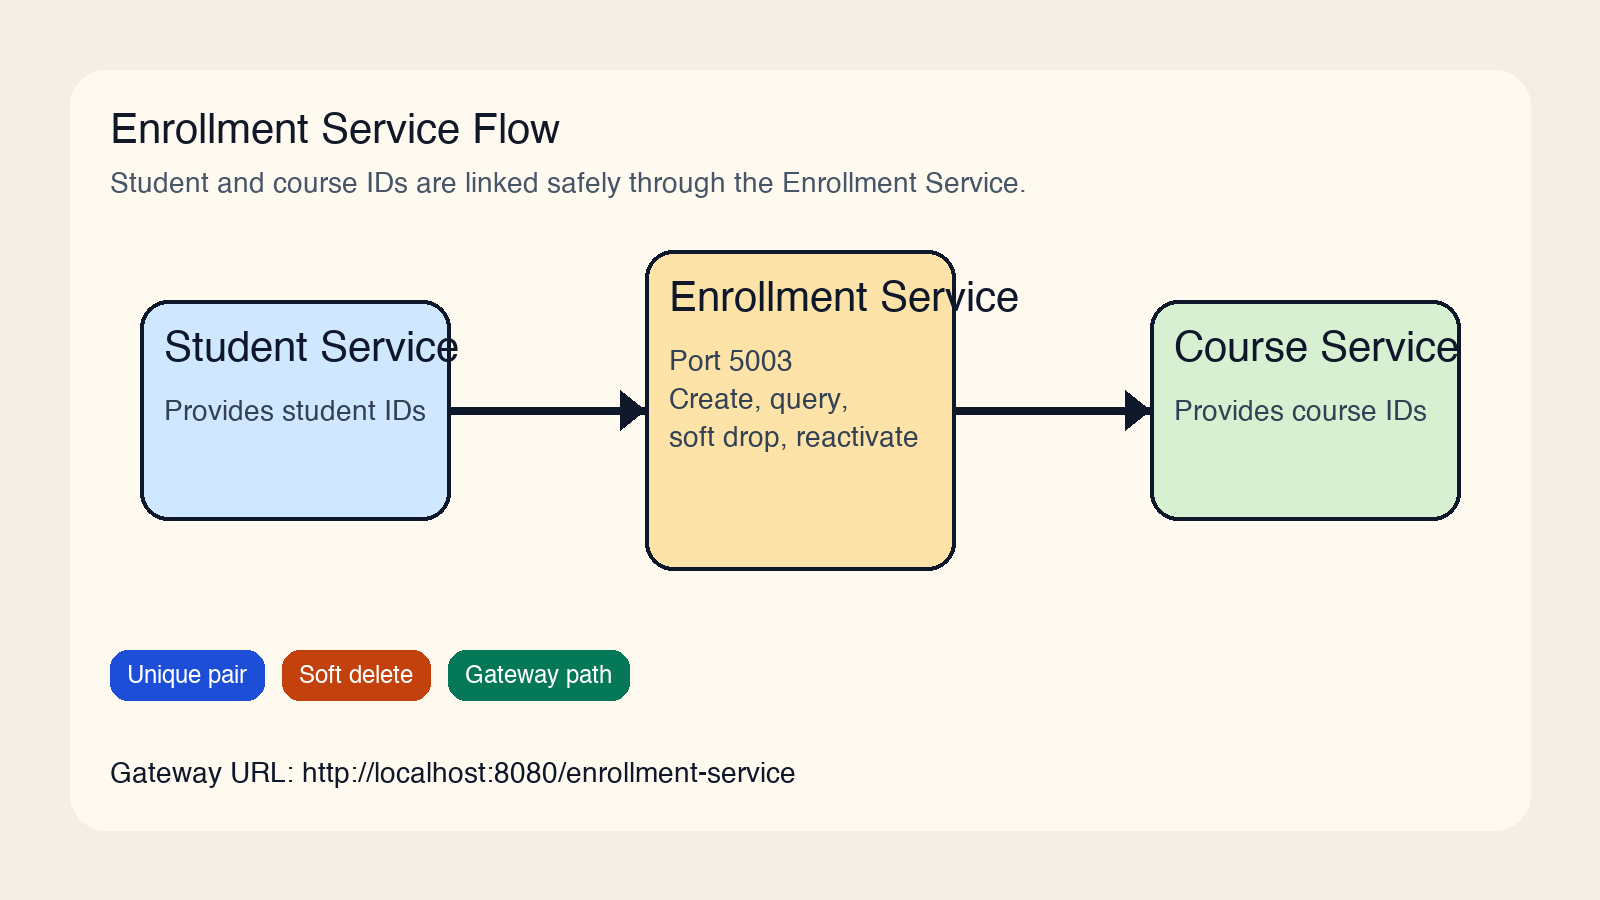 Enrollment Service Flow
Student and course IDs are linked safely through the Enrollment Service.
Student Service
Provides student IDs
Enrollment Service
Port 5003
Create, query,
soft drop, reactivate
Course Service
Provides course IDs
Unique pair
Soft delete
Gateway path
Gateway URL: http://localhost:8080/enrollment-service